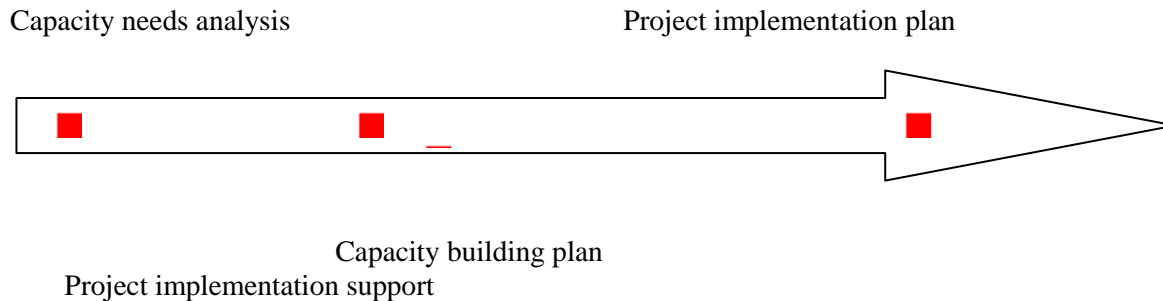 Capacity needs analysis
Project implementation plan
Capacity building plan
Project implementation support